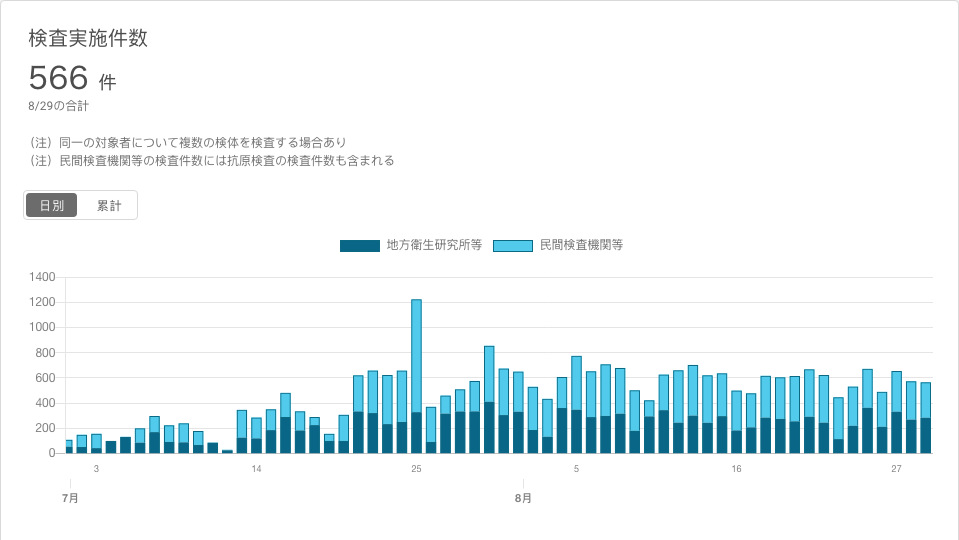 検査実施件数
566 件
8/29の合計
（注）同一の対象者について複数の検体を検査する場合あり
（注）民間検査機関等の検査件数には抗原検査の検査件数も含まれる
日別 累計
地方衛生研究所等 民間検査機関等
1400
1200
1000
800
600
400
200
0
3 14 25 5 16 27
7月 8月